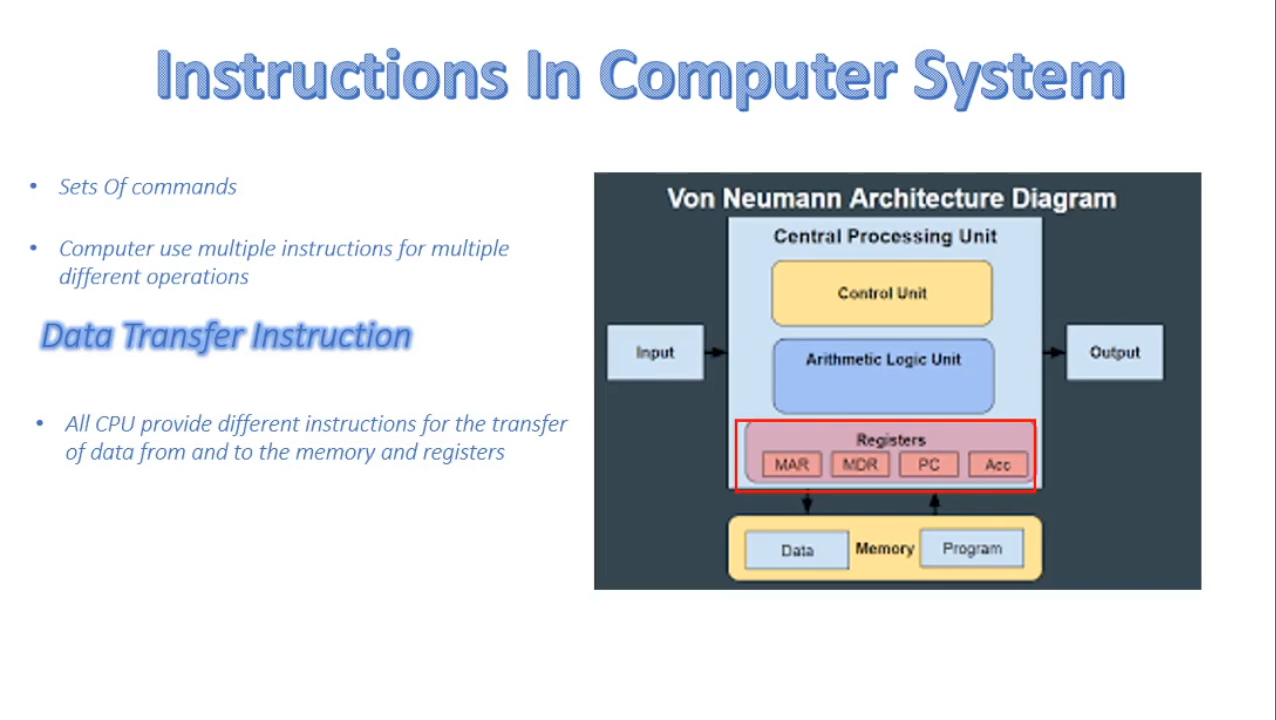 Instructions In Computer System
Sets Of commands
Computer use multiple instructions for multiple
different operations
Data Transfer Instruction
All CPU provide different instructions for the transfer
of data from and to the memory and registers
Von Neumann Architecture Diagram
Central Processing Unit
Control Unit
Input
Arithmetic Logic Unit
Output
Registers
MAR MDR PC Acc
Data Memory Program